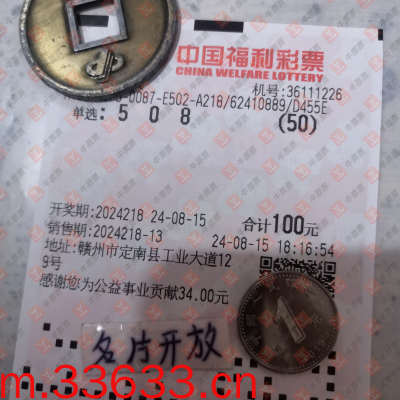 中国福利彩票
CHINA WELFARE LOTTERY
机号:36111226
0087-E502-A218/62410889/D455E
单选: 5 0 8 (50)
开奖期:2024218 24-08-15 合计100元
销售期:2024218-13 24-08-15 18:16:54
地址:赣州市定南县工业大道12
9号
感谢您为公益事业贡献34.00元
1
名片开放
m.33633.cn